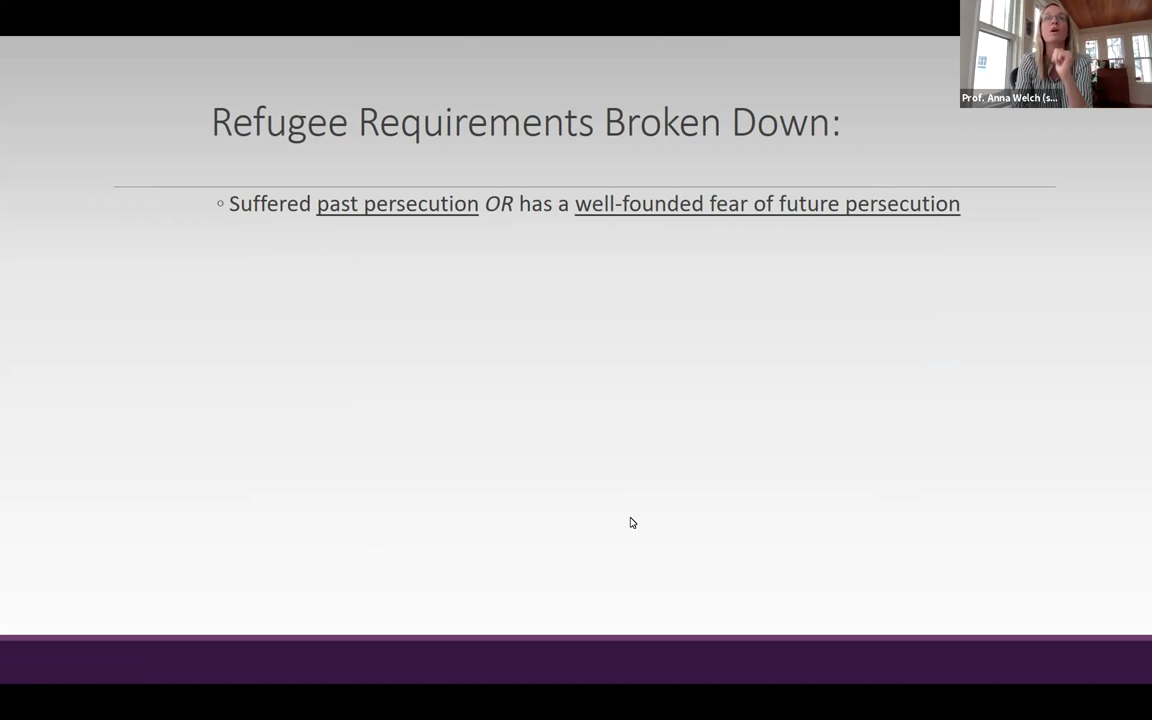 Prof. Anna Welch (s...
Refugee Requirements Broken Down:
◦ Suffered past persecution OR has a well-founded fear of future persecution